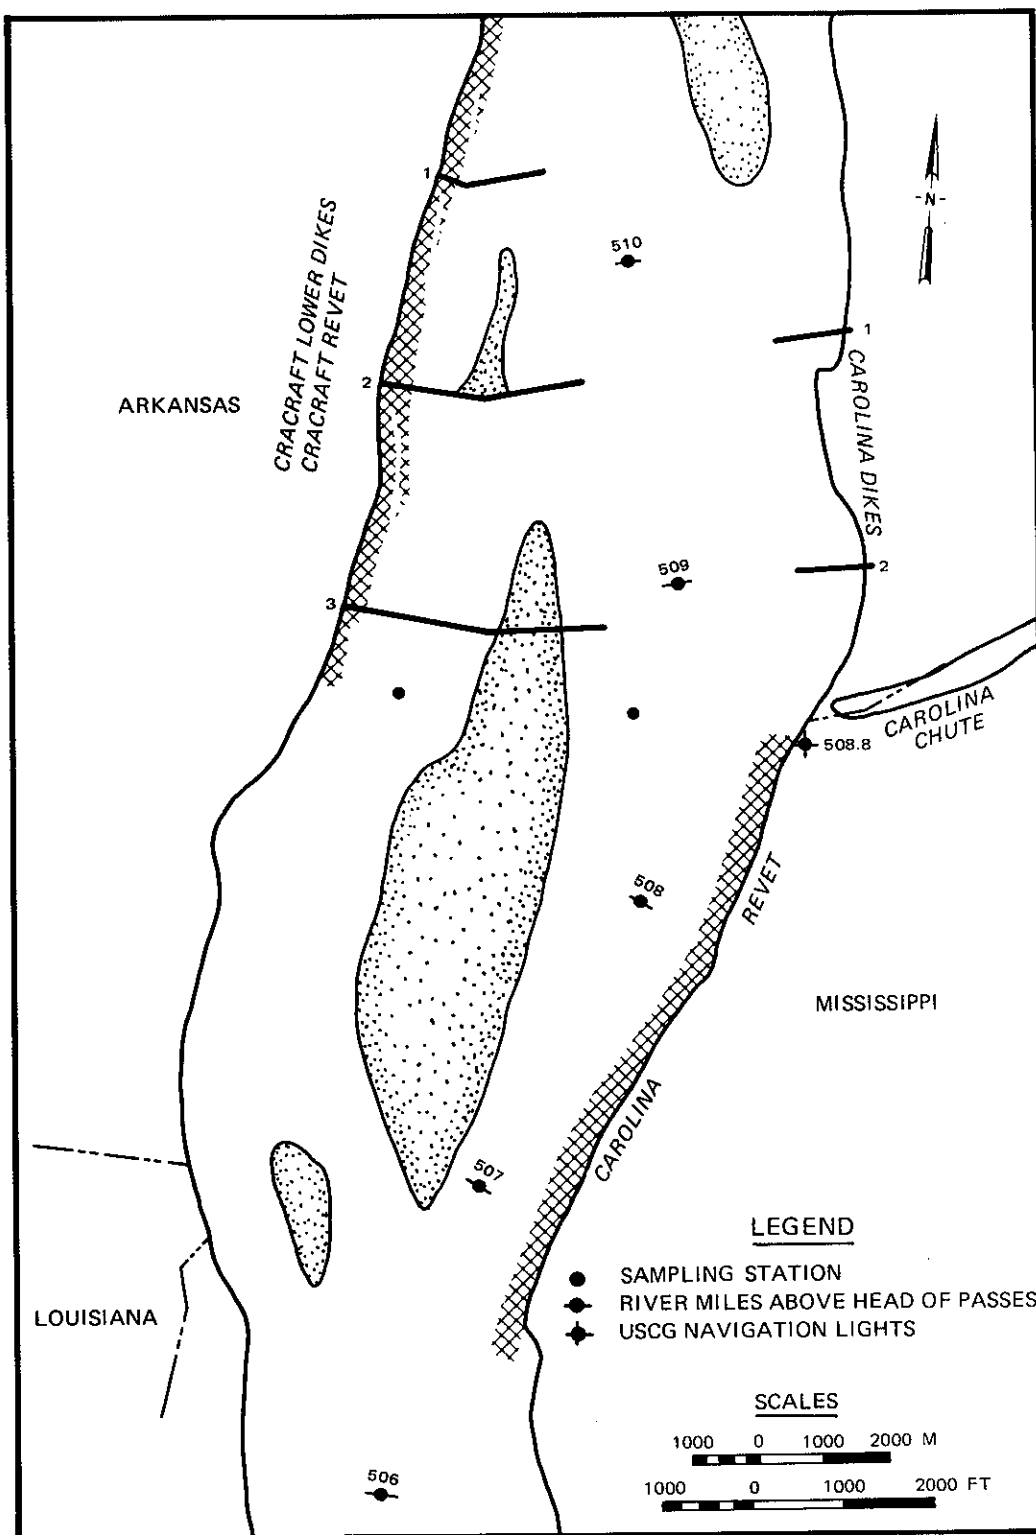 1
-N-
510
CRACRAFT LOWER DIKES
CRACRAFT REVET
1
2
ARKANSAS
CAROLINA DIKES
509
2
3
CAROLINA
CHUTE
508.8
508
REVET
MISSISSIPPI
CAROLINA
507
LEGEND
SAMPLING STATION
RIVER MILES ABOVE HEAD OF PASSES
USCG NAVIGATION LIGHTS
LOUISIANA
SCALES
1000 0 1000 2000 M
1000 0 1000 2000 FT
506